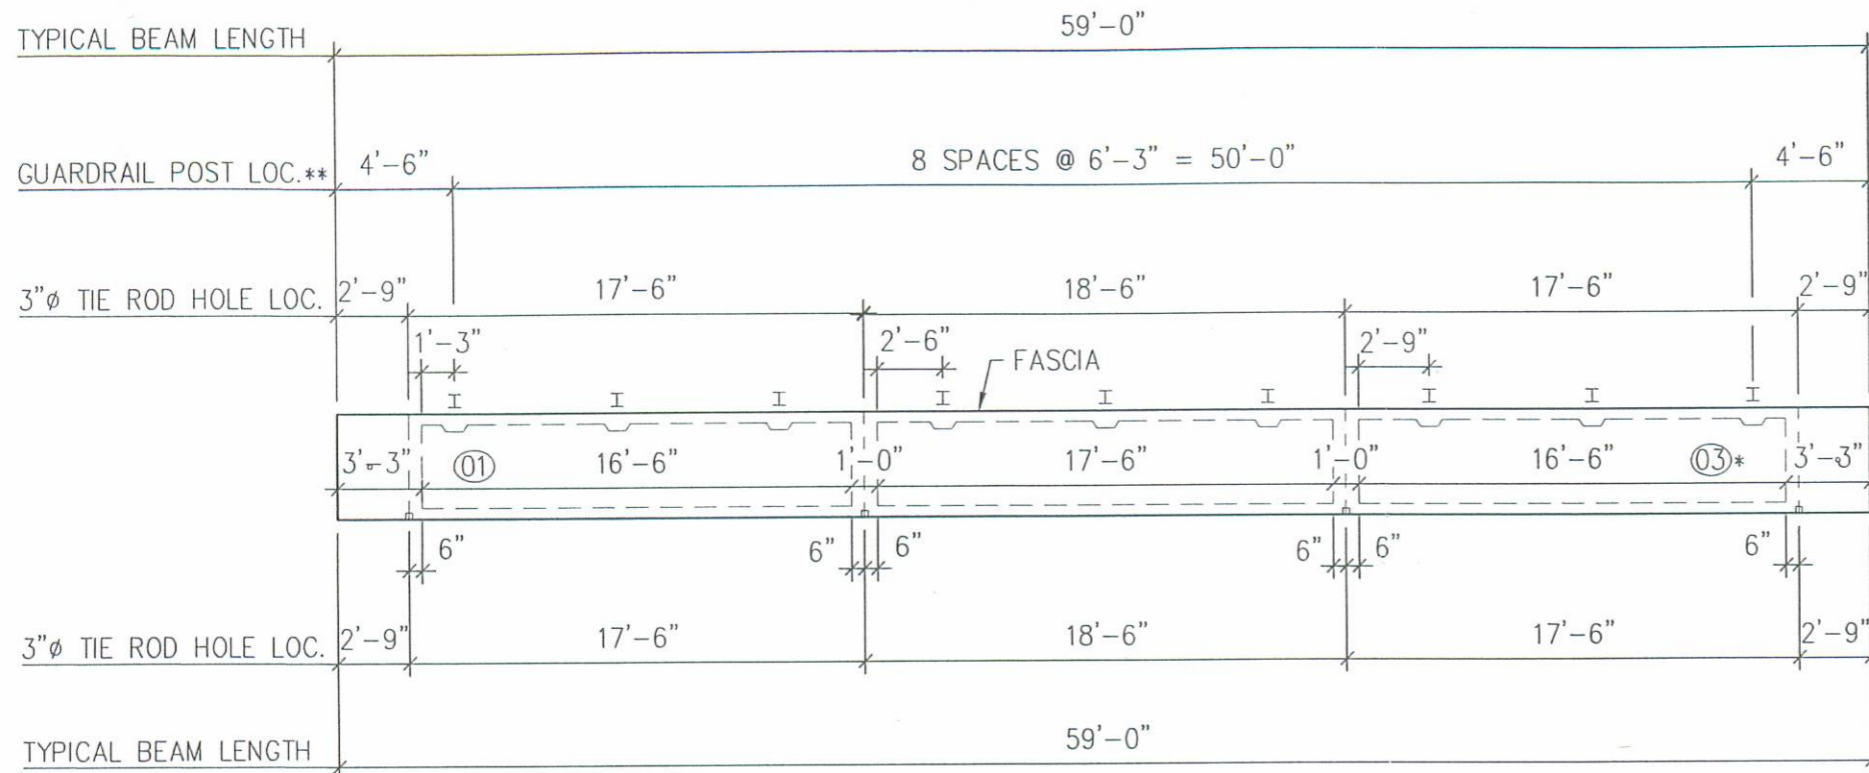 TYPICAL BEAM LENGTH 59'-0"
GUARDRAIL POST LOC.** 4'-6" 8 SPACES @ 6'-3" = 50'-0" 4'-6"
3"ø TIE ROD HOLE LOC. 2'-9" 17'-6" 18'-6" 17'-6" 2'-9"
1'-3" 2'-6" FASCIA 2'-9"
I I I I I I I I I
3'-3" 01 16'-6" 1'-0" 17'-6" 1'-0" 16'-6" 03* 3'-3"
6" 6" 6" 6" 6" 6"
3"ø TIE ROD HOLE LOC. 2'-9" 17'-6" 18'-6" 17'-6" 2'-9"
TYPICAL BEAM LENGTH 59'-0"